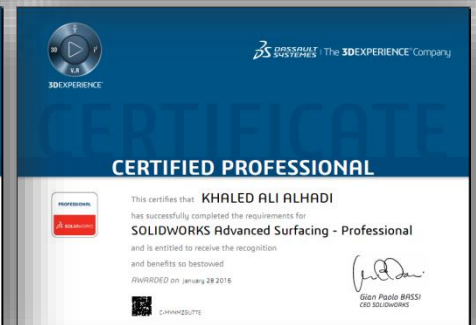 3D
V.R
3DEXPERIENCE
DASSAULT SYSTEMES | The 3DEXPERIENCE Company
CERTIFICATE
CERTIFIED PROFESSIONAL
PROFESSIONAL
SOLIDWORKS
This certifies that KHALED ALI ALHADI
has successfully completed the requirements for
SOLIDWORKS Advanced Surfacing - Professional
and is entitled to receive the recognition
and benefits so bestowed
AWARDED on January 28 2016
Gian Paolo BASSI
CEO SOLIDWORKS